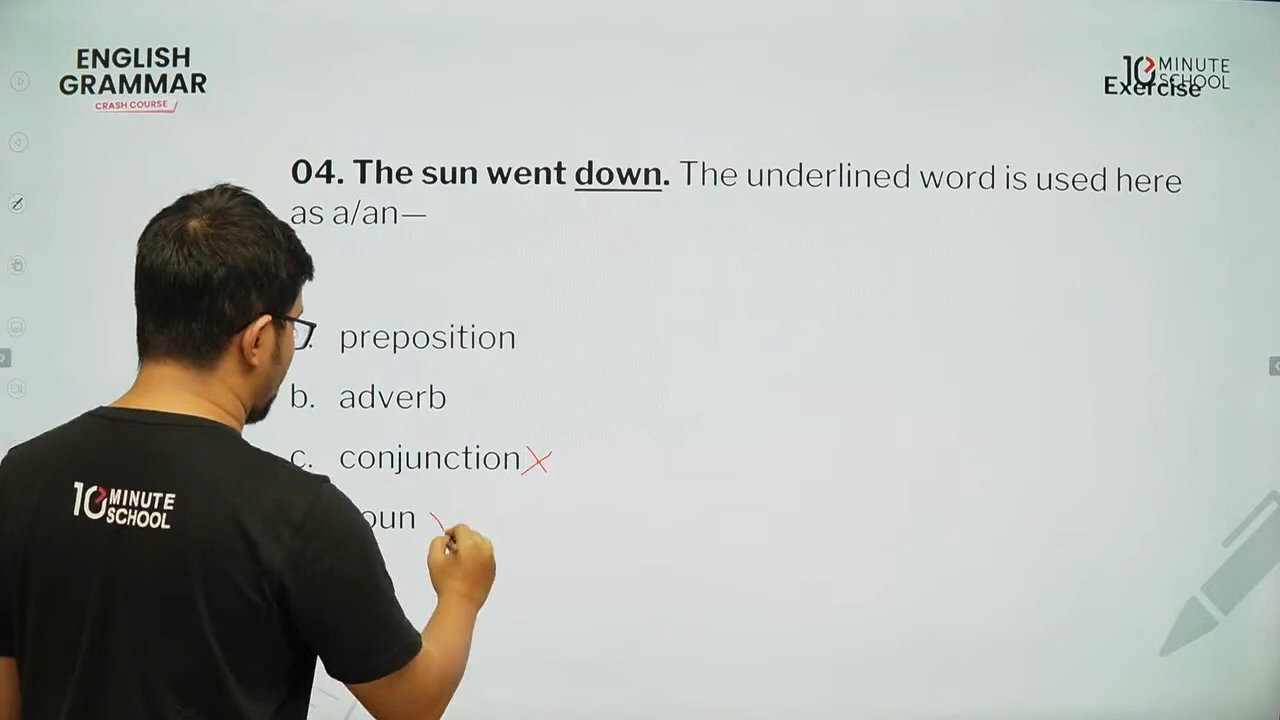 ENGLISH
GRAMMAR
CRASH COURSE
10 MINUTE
SCHOOL
Exercise
04. The sun went down. The underlined word is used here
as a/an—
preposition
b. adverb
c. conjunction
oun
10 MINUTE
SCHOOL